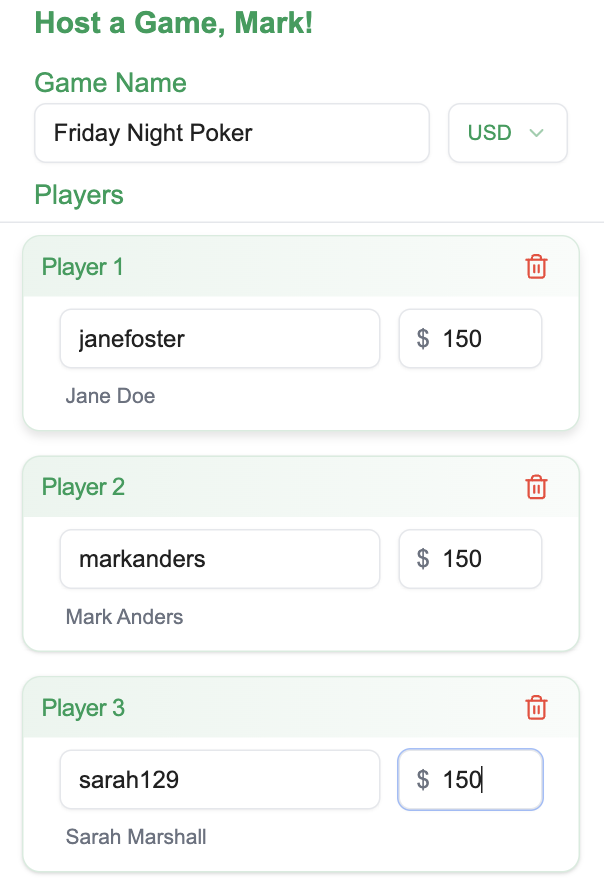 Host a Game, Mark!
Game Name
Friday Night Poker USD
Players
Player 1
janefoster $ 150
Jane Doe
Player 2
markanders $ 150
Mark Anders
Player 3
sarah129 $ 150
Sarah Marshall